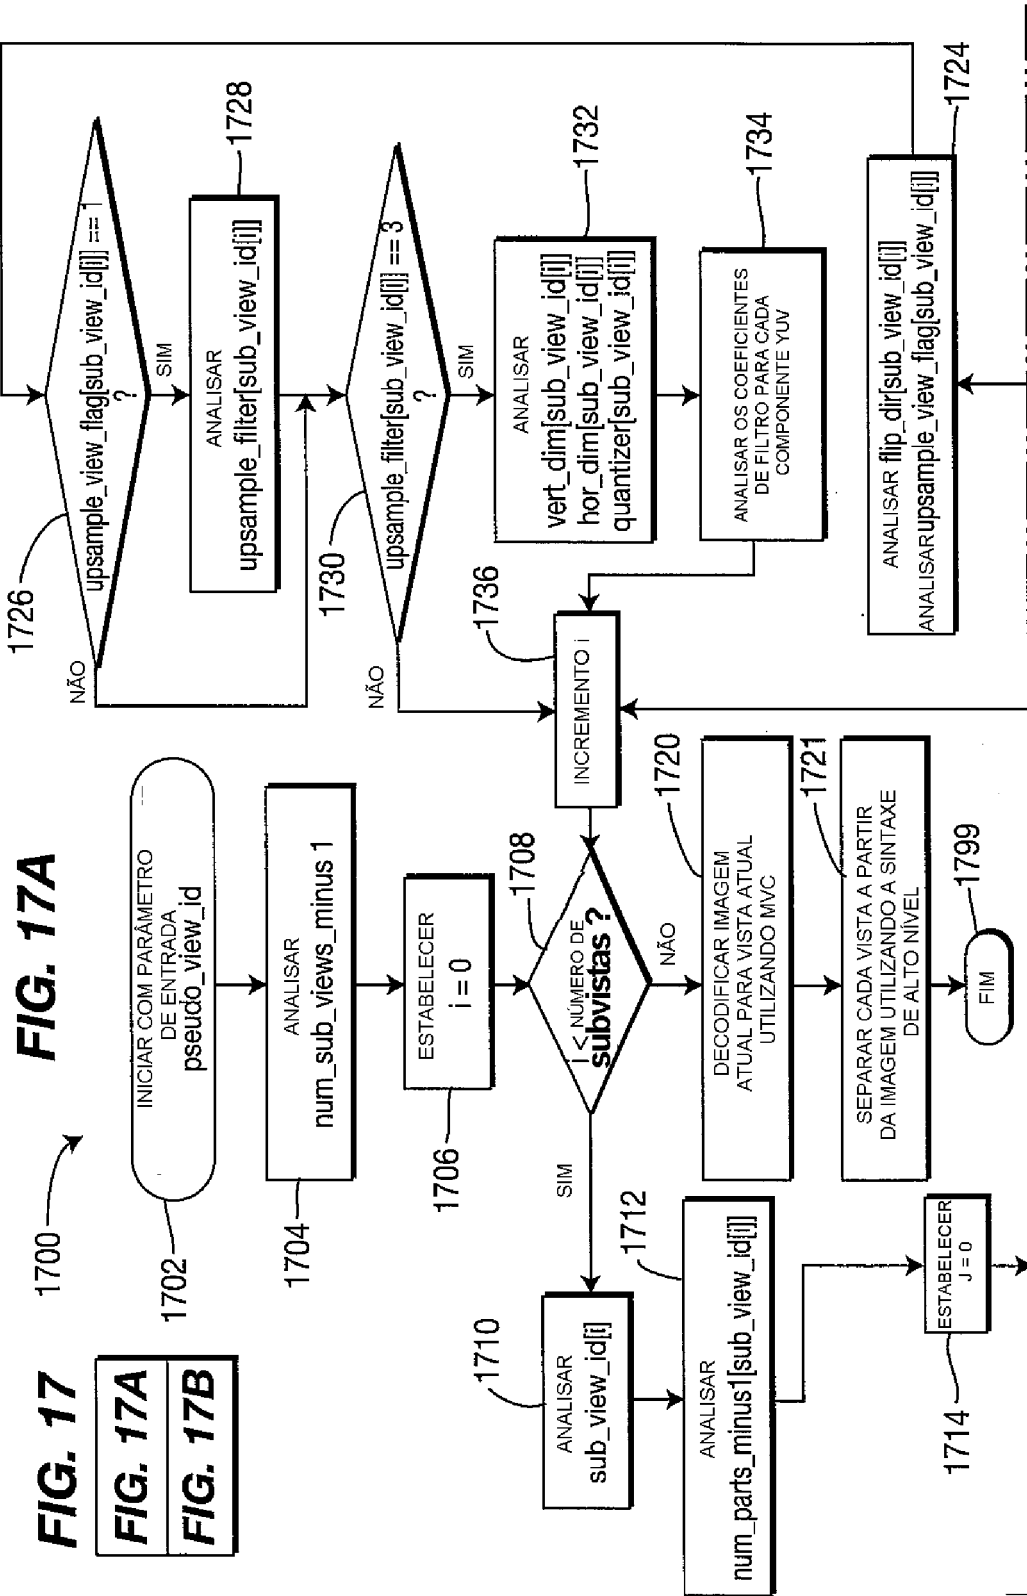 FIG. 17
FIG. 17A
FIG. 17B
FIG. 17A
1700
1702
INICIAR COM PARÂMETRO
DE ENTRADA
pseudo_view_id
1704
ANALISAR
num_sub_views_minus 1
1706
ESTABELECER
i = 0
1708
i < NÚMERO DE
subvistas ?
SIM
NÃO
1710
ANALISAR
sub_view_id[i]
1712
ANALISAR
num_parts_minus1[sub_view_id[i]]
1714
ESTABELECER
J = 0
1720
DECODIFICAR IMAGEM
ATUAL PARA VISTA ATUAL
UTILIZANDO MVC
1721
SEPARAR CADA VISTA A PARTIR
DA IMAGEM UTILIZANDO A SINTAXE
DE ALTO NÍVEL
1799
FIM
1726
upsample_view_flag[sub_view_id[i]] == 1
?
NÃO
SIM
1728
ANALISAR
upsample_filter[sub_view_id[i]]
1730
upsample_filter[sub_view_id[i]] == 3
?
NÃO
SIM
1732
ANALISAR
vert_dim[sub_view_id[i]]
hor_dim[sub_view_id[i]]
quantizer[sub_view_id[i]]
1734
ANALISAR OS COEFICIENTES
DE FILTRO PARA CADA
COMPONENTE YUV
1736
INCREMENTO i
1724
ANALISAR flip_dir[sub_view_id[i]]
ANALISAR upsample_view_flag[sub_view_id[i]]